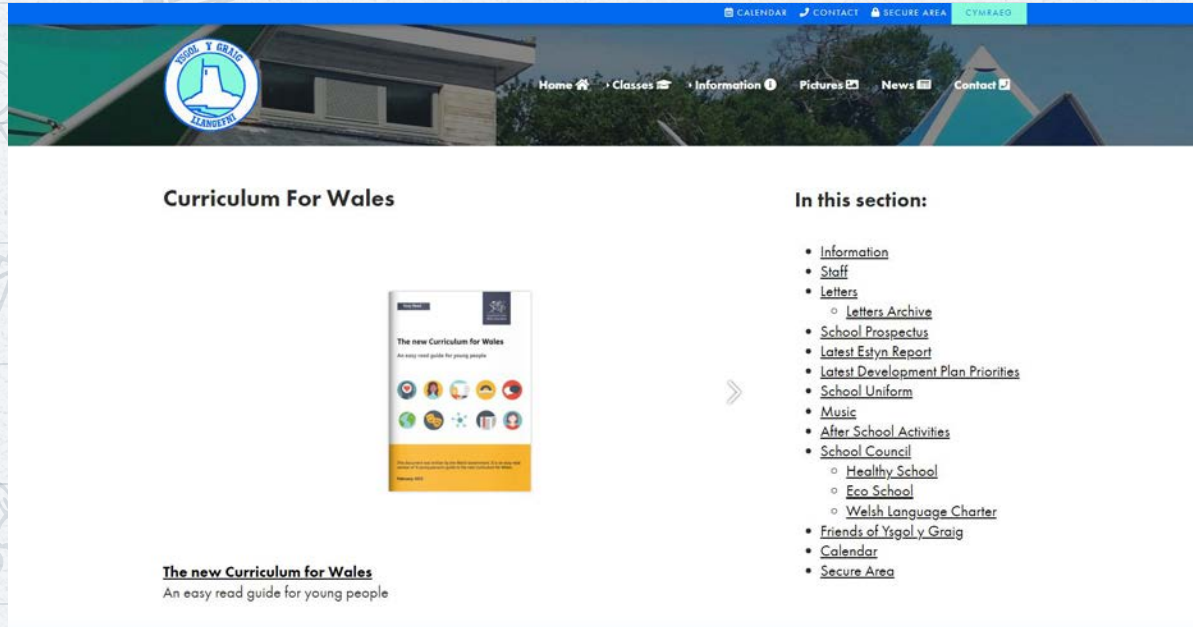 CALENDAR CONTACT SECURE AREA CYMRAEG
YSGOL Y GRAIG
LLANGEFNI
Home Classes Information Pictures News Contact
Curriculum For Wales
The new Curriculum for Wales
An easy read guide for young people
The new Curriculum for Wales
An easy read guide for young people
In this section:
Information
Staff
Letters
Letters Archive
School Prospectus
Latest Estyn Report
Latest Development Plan Priorities
School Uniform
Music
After School Activities
School Council
Healthy School
Eco School
Welsh Language Charter
Friends of Ysgol y Graig
Calendar
Secure Area